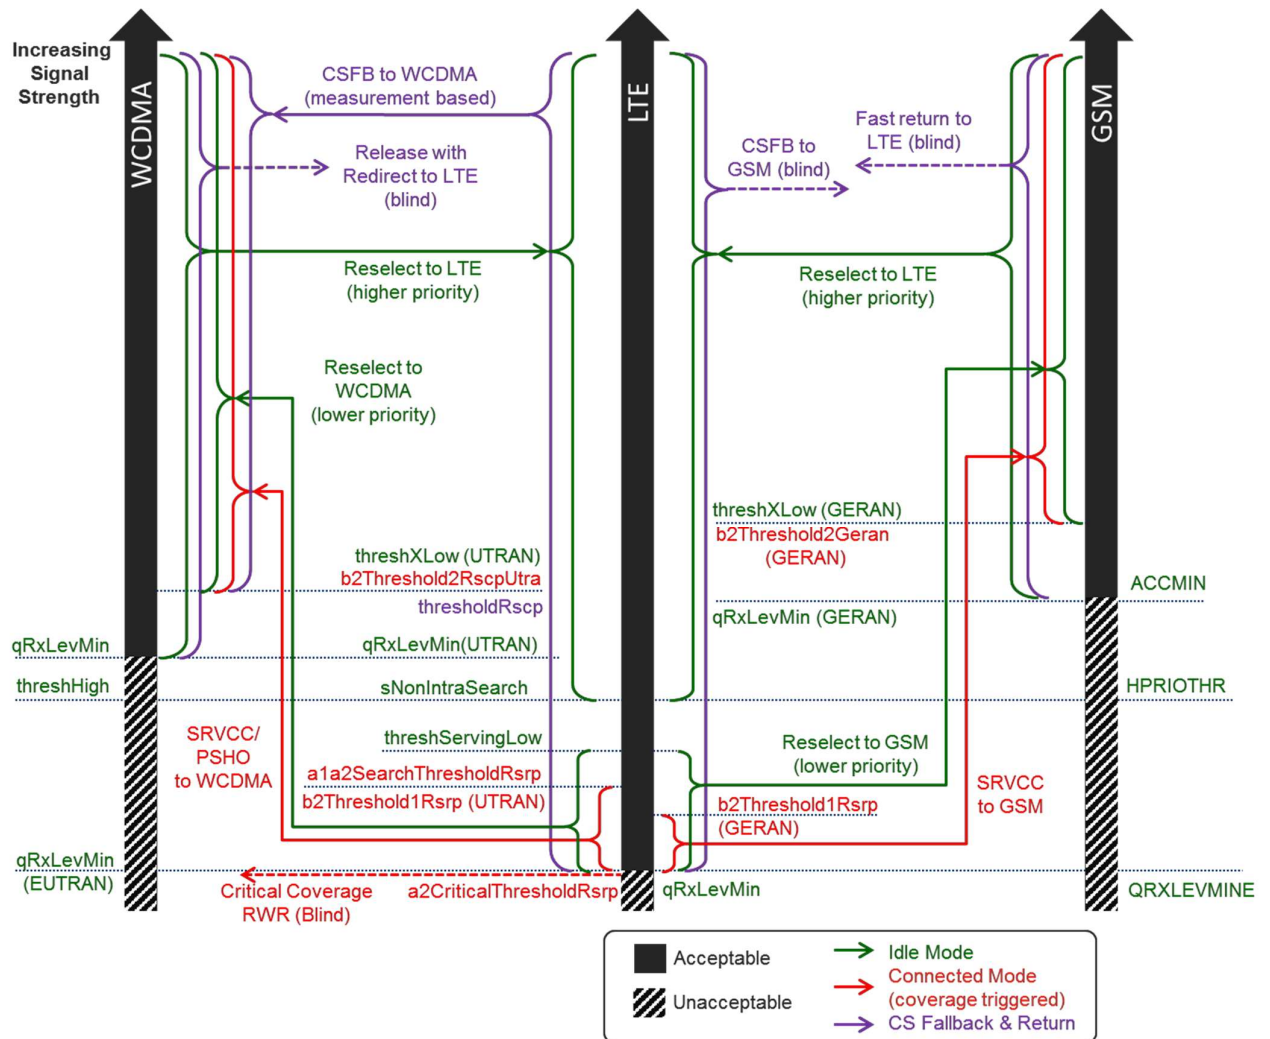 Increasing
Signal
Strength
WCDMA
LTE
GSM
CSFB to WCDMA
(measurement based)
Release with
Redirect to LTE
(blind)
CSFB to
GSM (blind)
Fast return to
LTE (blind)
Reselect to LTE
(higher priority)
Reselect to LTE
(higher priority)
Reselect to
WCDMA
(lower priority)
threshXLow (GERAN)
b2Threshold2Geran
(GERAN)
threshXLow (UTRAN)
b2Threshold2RscpUtra
thresholdRscp
ACCMIN
qRxLevMin (GERAN)
qRxLevMin
qRxLevMin(UTRAN)
threshHigh
sNonIntraSearch
HPRIOTHR
SRVCC/
PSHO
to WCDMA
threshServingLow
Reselect to GSM
(lower priority)
a1a2SearchThresholdRsrp
b2Threshold1Rsrp (UTRAN)
b2Threshold1Rsrp
(GERAN)
SRVCC
to GSM
qRxLevMin
(EUTRAN)
Critical Coverage
RWR (Blind)
a2CriticalThresholdRsrp
qRxLevMin
QRXLEVMINE
Acceptable
Unacceptable
Idle Mode
Connected Mode
(coverage triggered)
CS Fallback & Return